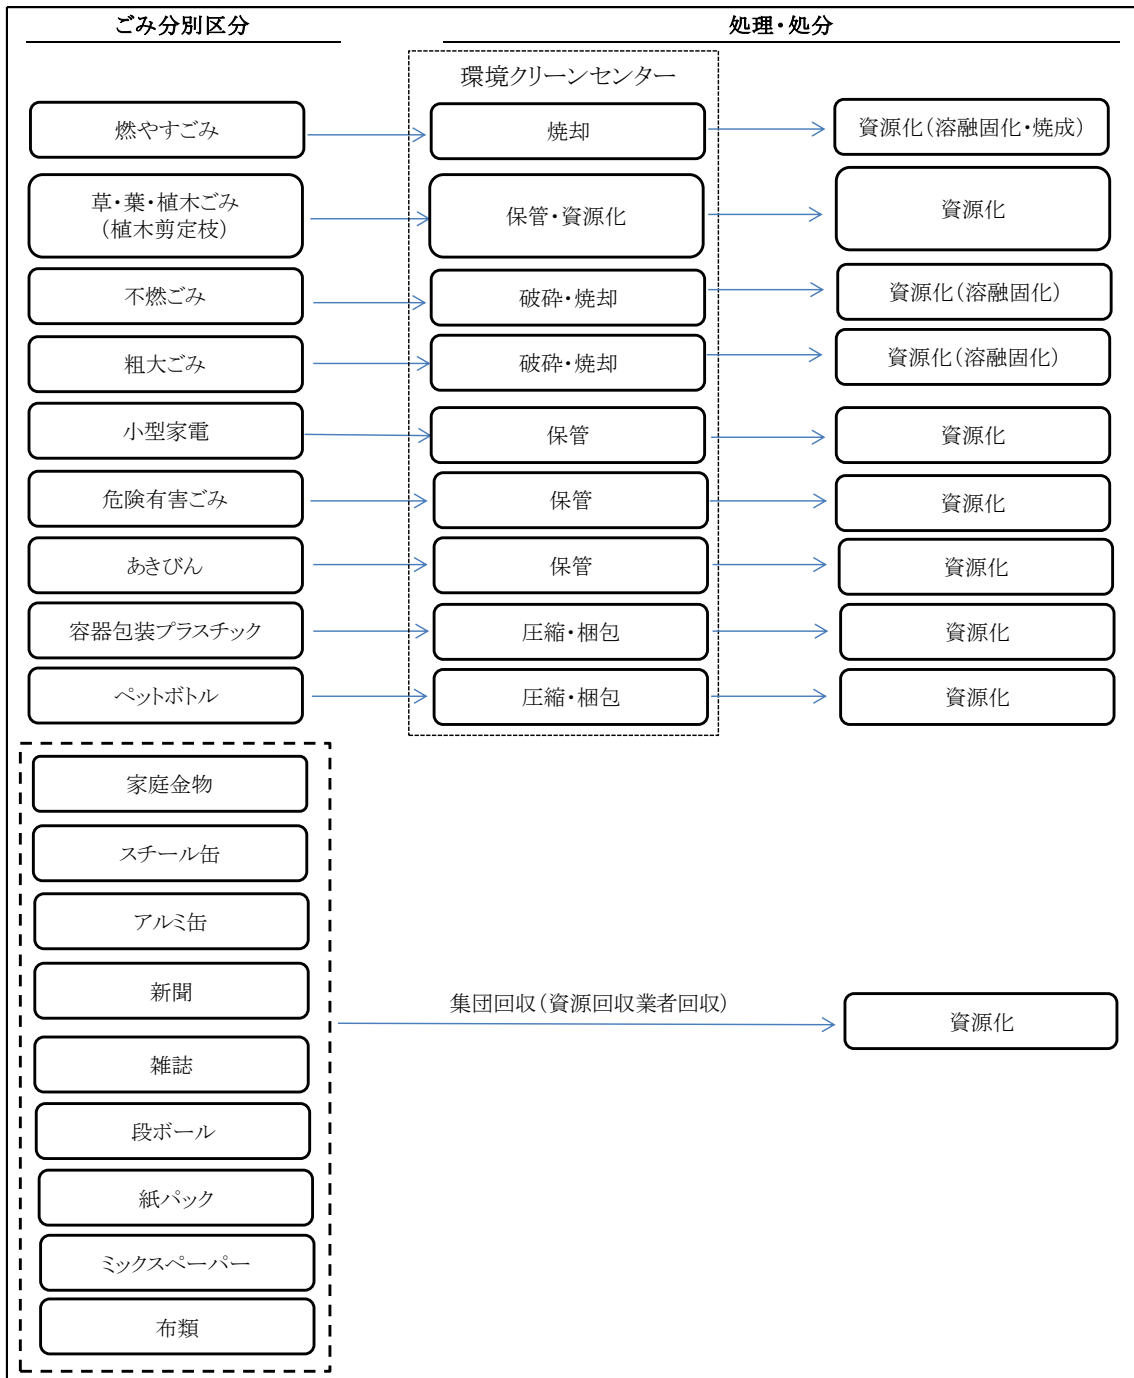 ごみ分別区分
処理・処分
環境クリーンセンター
燃やすごみ
焼却
資源化(溶融固化・焼成)
草・葉・植木ごみ
(植木剪定枝)
保管・資源化
資源化
不燃ごみ
破砕・焼却
資源化(溶融固化)
粗大ごみ
破砕・焼却
資源化(溶融固化)
小型家電
保管
資源化
危険有害ごみ
保管
資源化
あきびん
保管
資源化
容器包装プラスチック
圧縮・梱包
資源化
ペットボトル
圧縮・梱包
資源化
家庭金物
スチール缶
アルミ缶
新聞
雑誌
段ボール
紙パック
ミックスペーパー
布類
集団回収(資源回収業者回収)
資源化